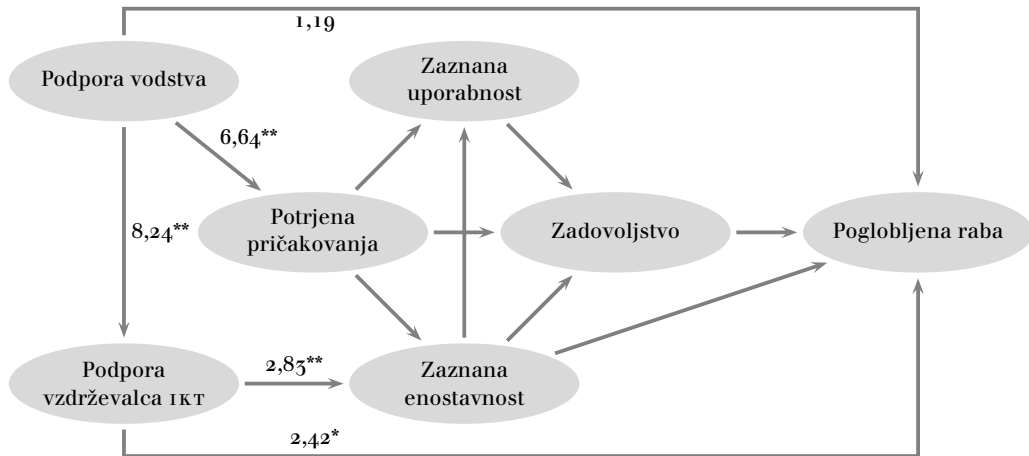 1,19
Podpora vodstva
Zaznana
uporabnost
6,64**
Potrjena
pričakovanja
Zadovoljstvo
Poglobljena raba
8,24**
Podpora
vzdrževalca IKT
2,83**
Zaznana
enostavnost
2,42*